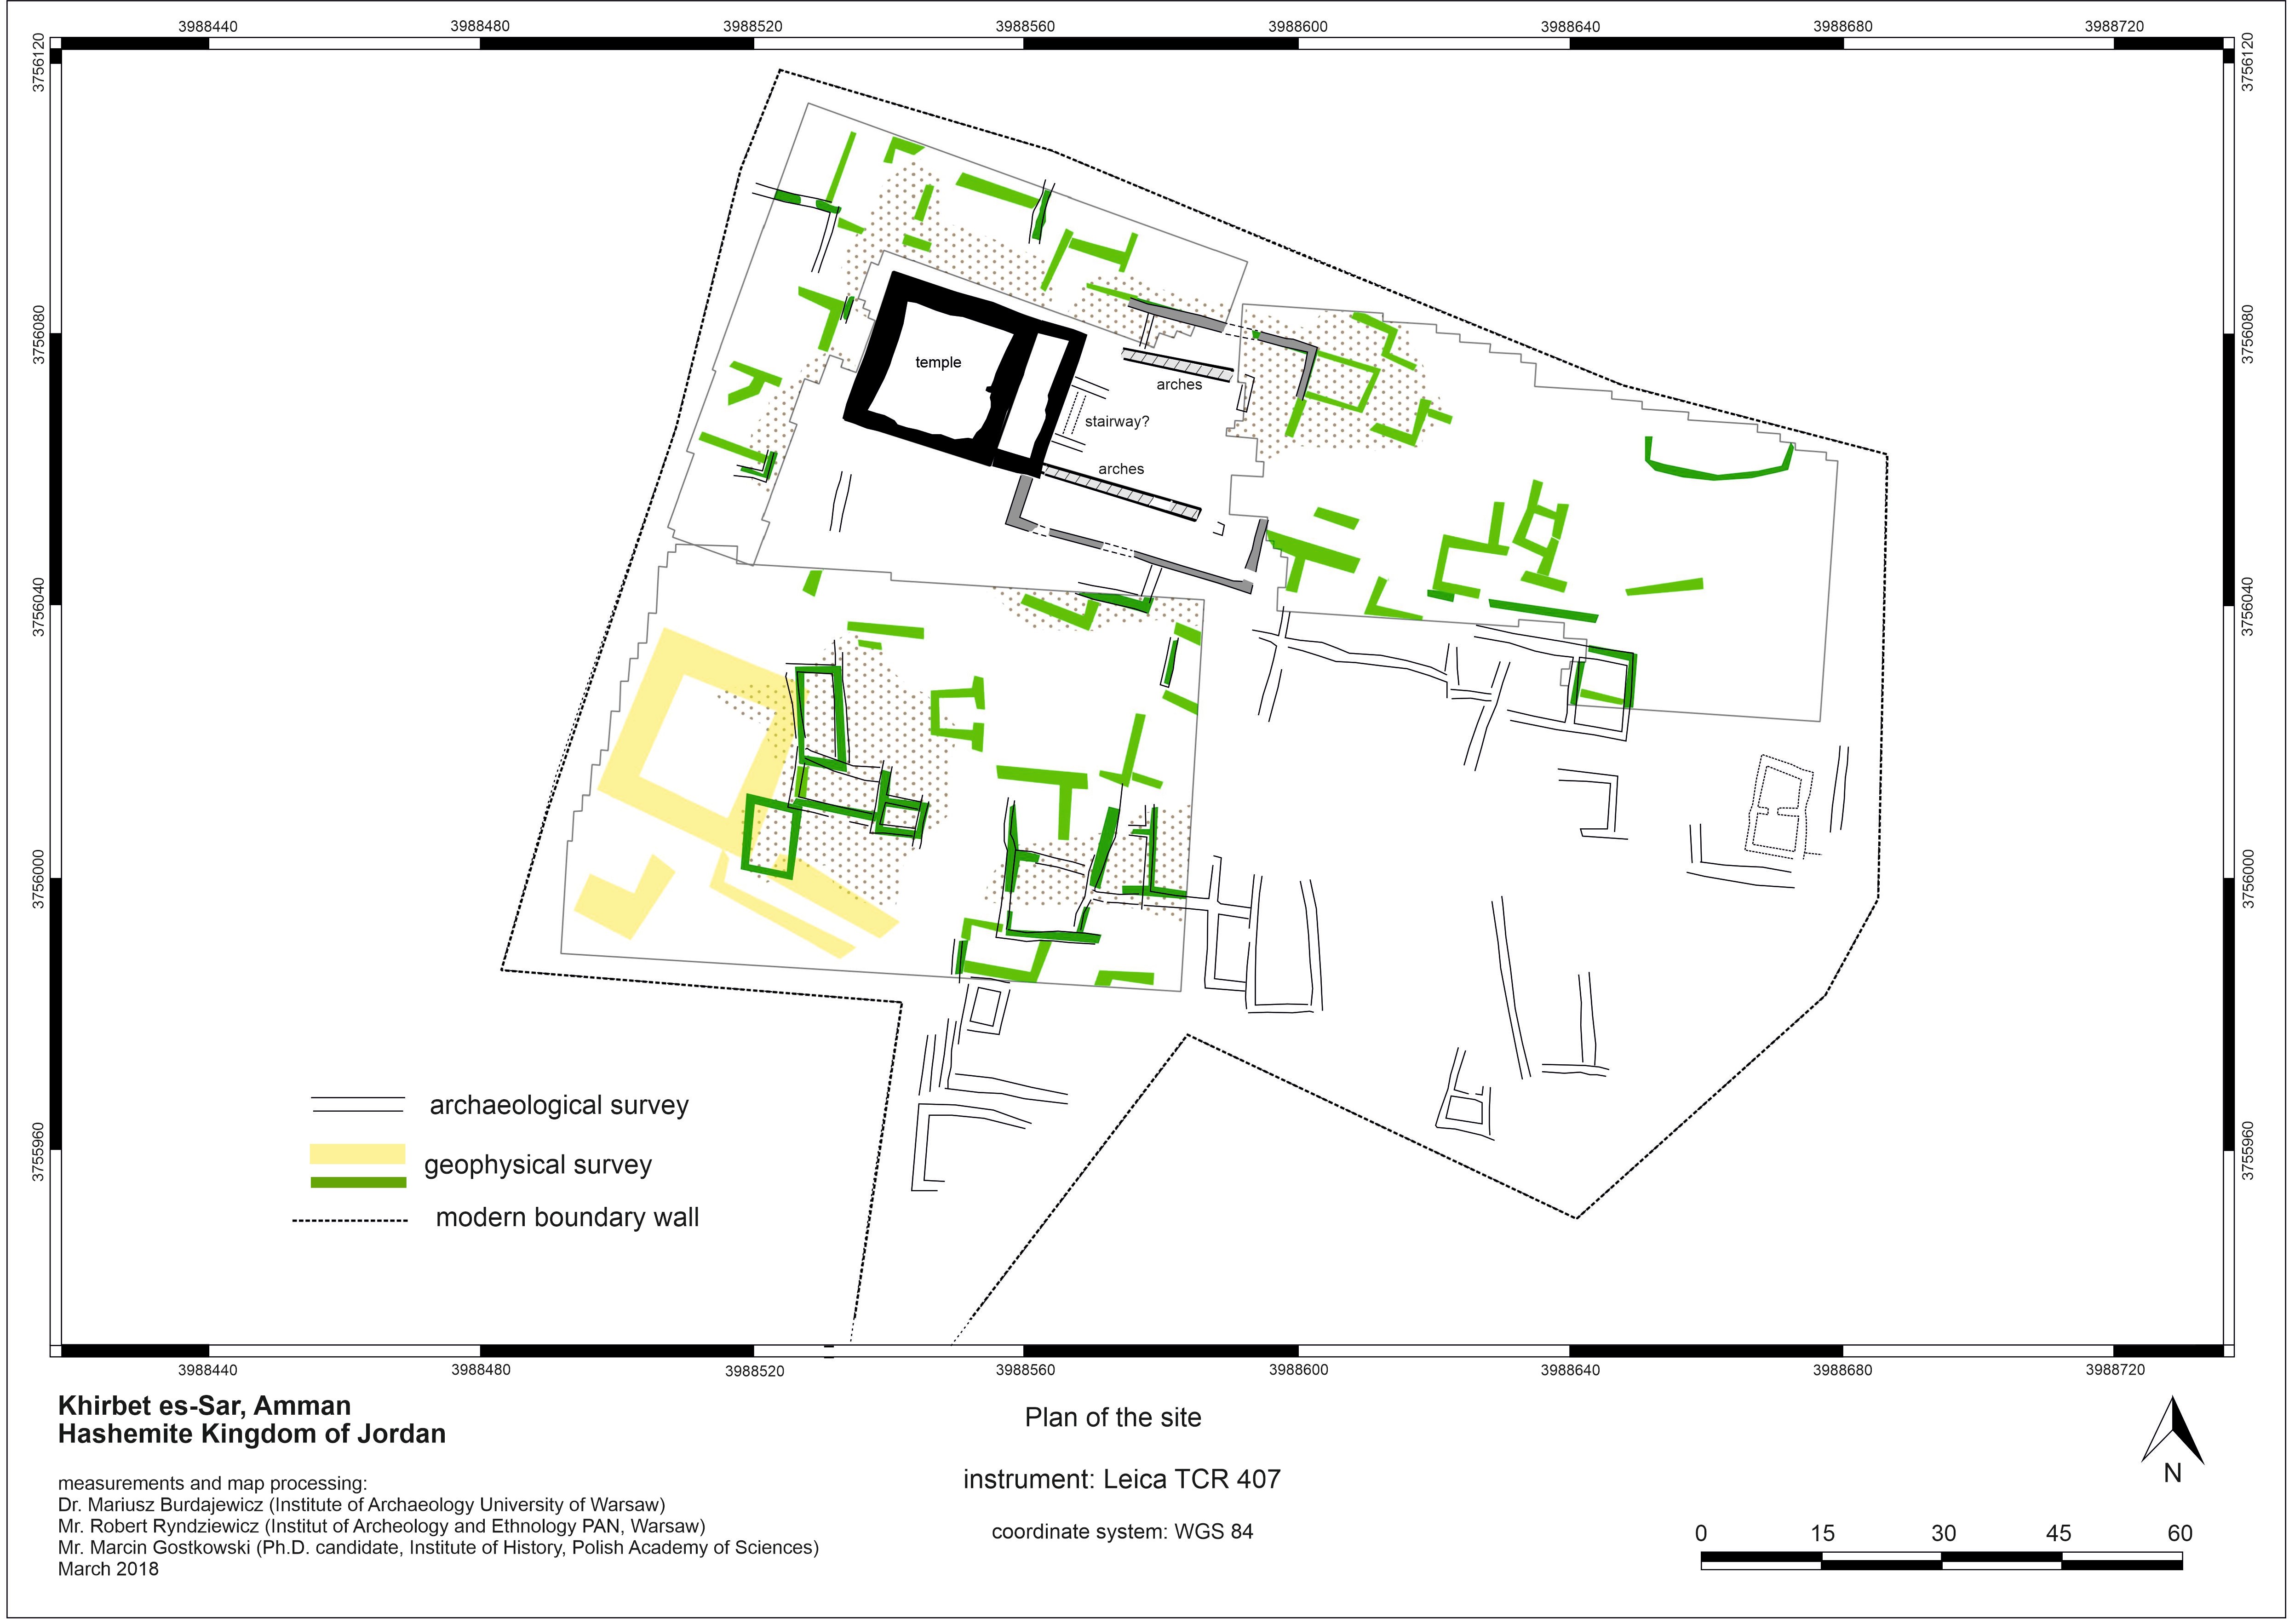 3988440 3988480 3988520 3988560 3988600 3988640 3988680 3988720
3756120 3756120
3756080 3756080
temple
arches
stairway?
arches
3756040 3756040
3756000 3756000
archaeological survey
geophysical survey
modern boundary wall
3755960 3755960
3988440 3988480 3988520 3988560 3988600 3988640 3988680 3988720
Khirbet es-Sar, Amman
Hashemite Kingdom of Jordan
measurements and map processing:
Dr. Mariusz Burdajewicz (Institute of Archaeology University of Warsaw)
Mr. Robert Ryndziewicz (Institut of Archeology and Ethnology PAN, Warsaw)
Mr. Marcin Gostkowski (Ph.D. candidate, Institute of History, Polish Academy of Sciences)
March 2018
Plan of the site
instrument: Leica TCR 407
coordinate system: WGS 84
N
0 15 30 45 60